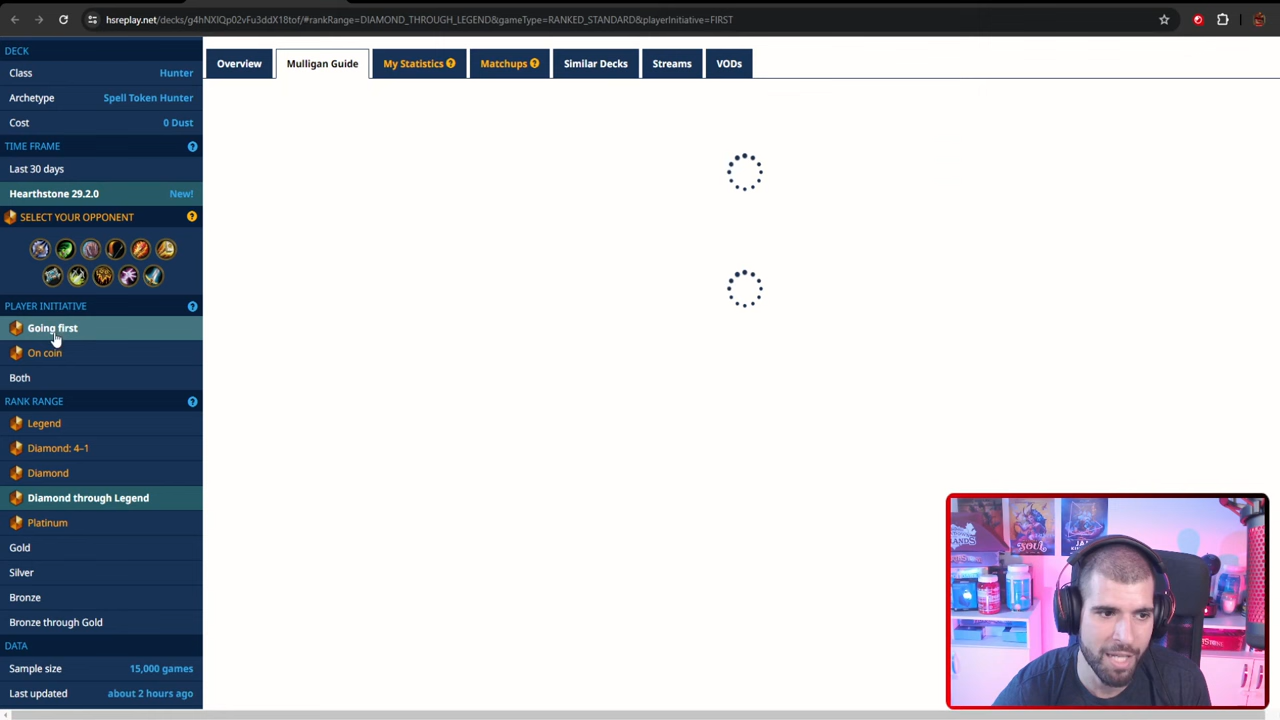 hsreplay.net/decks/g4hNXlQp02vFu3ddX18tof/#rankRange=DIAMOND_THROUGH_LEGEND&gameType=RANKED_STANDARD&playerInitiative=FIRST
DECK
Class Hunter
Archetype Spell Token Hunter
Cost 0 Dust
TIME FRAME
Last 30 days
Hearthstone 29.2.0 New!
SELECT YOUR OPPONENT
PLAYER INITIATIVE
Going first
On coin
Both
RANK RANGE
Legend
Diamond: 4–1
Diamond
Diamond through Legend
Platinum
Gold
Silver
Bronze
Bronze through Gold
DATA
Sample size 15,000 games
Last updated about 2 hours ago
Overview Mulligan Guide My Statistics Matchups Similar Decks Streams VODs
SOUL